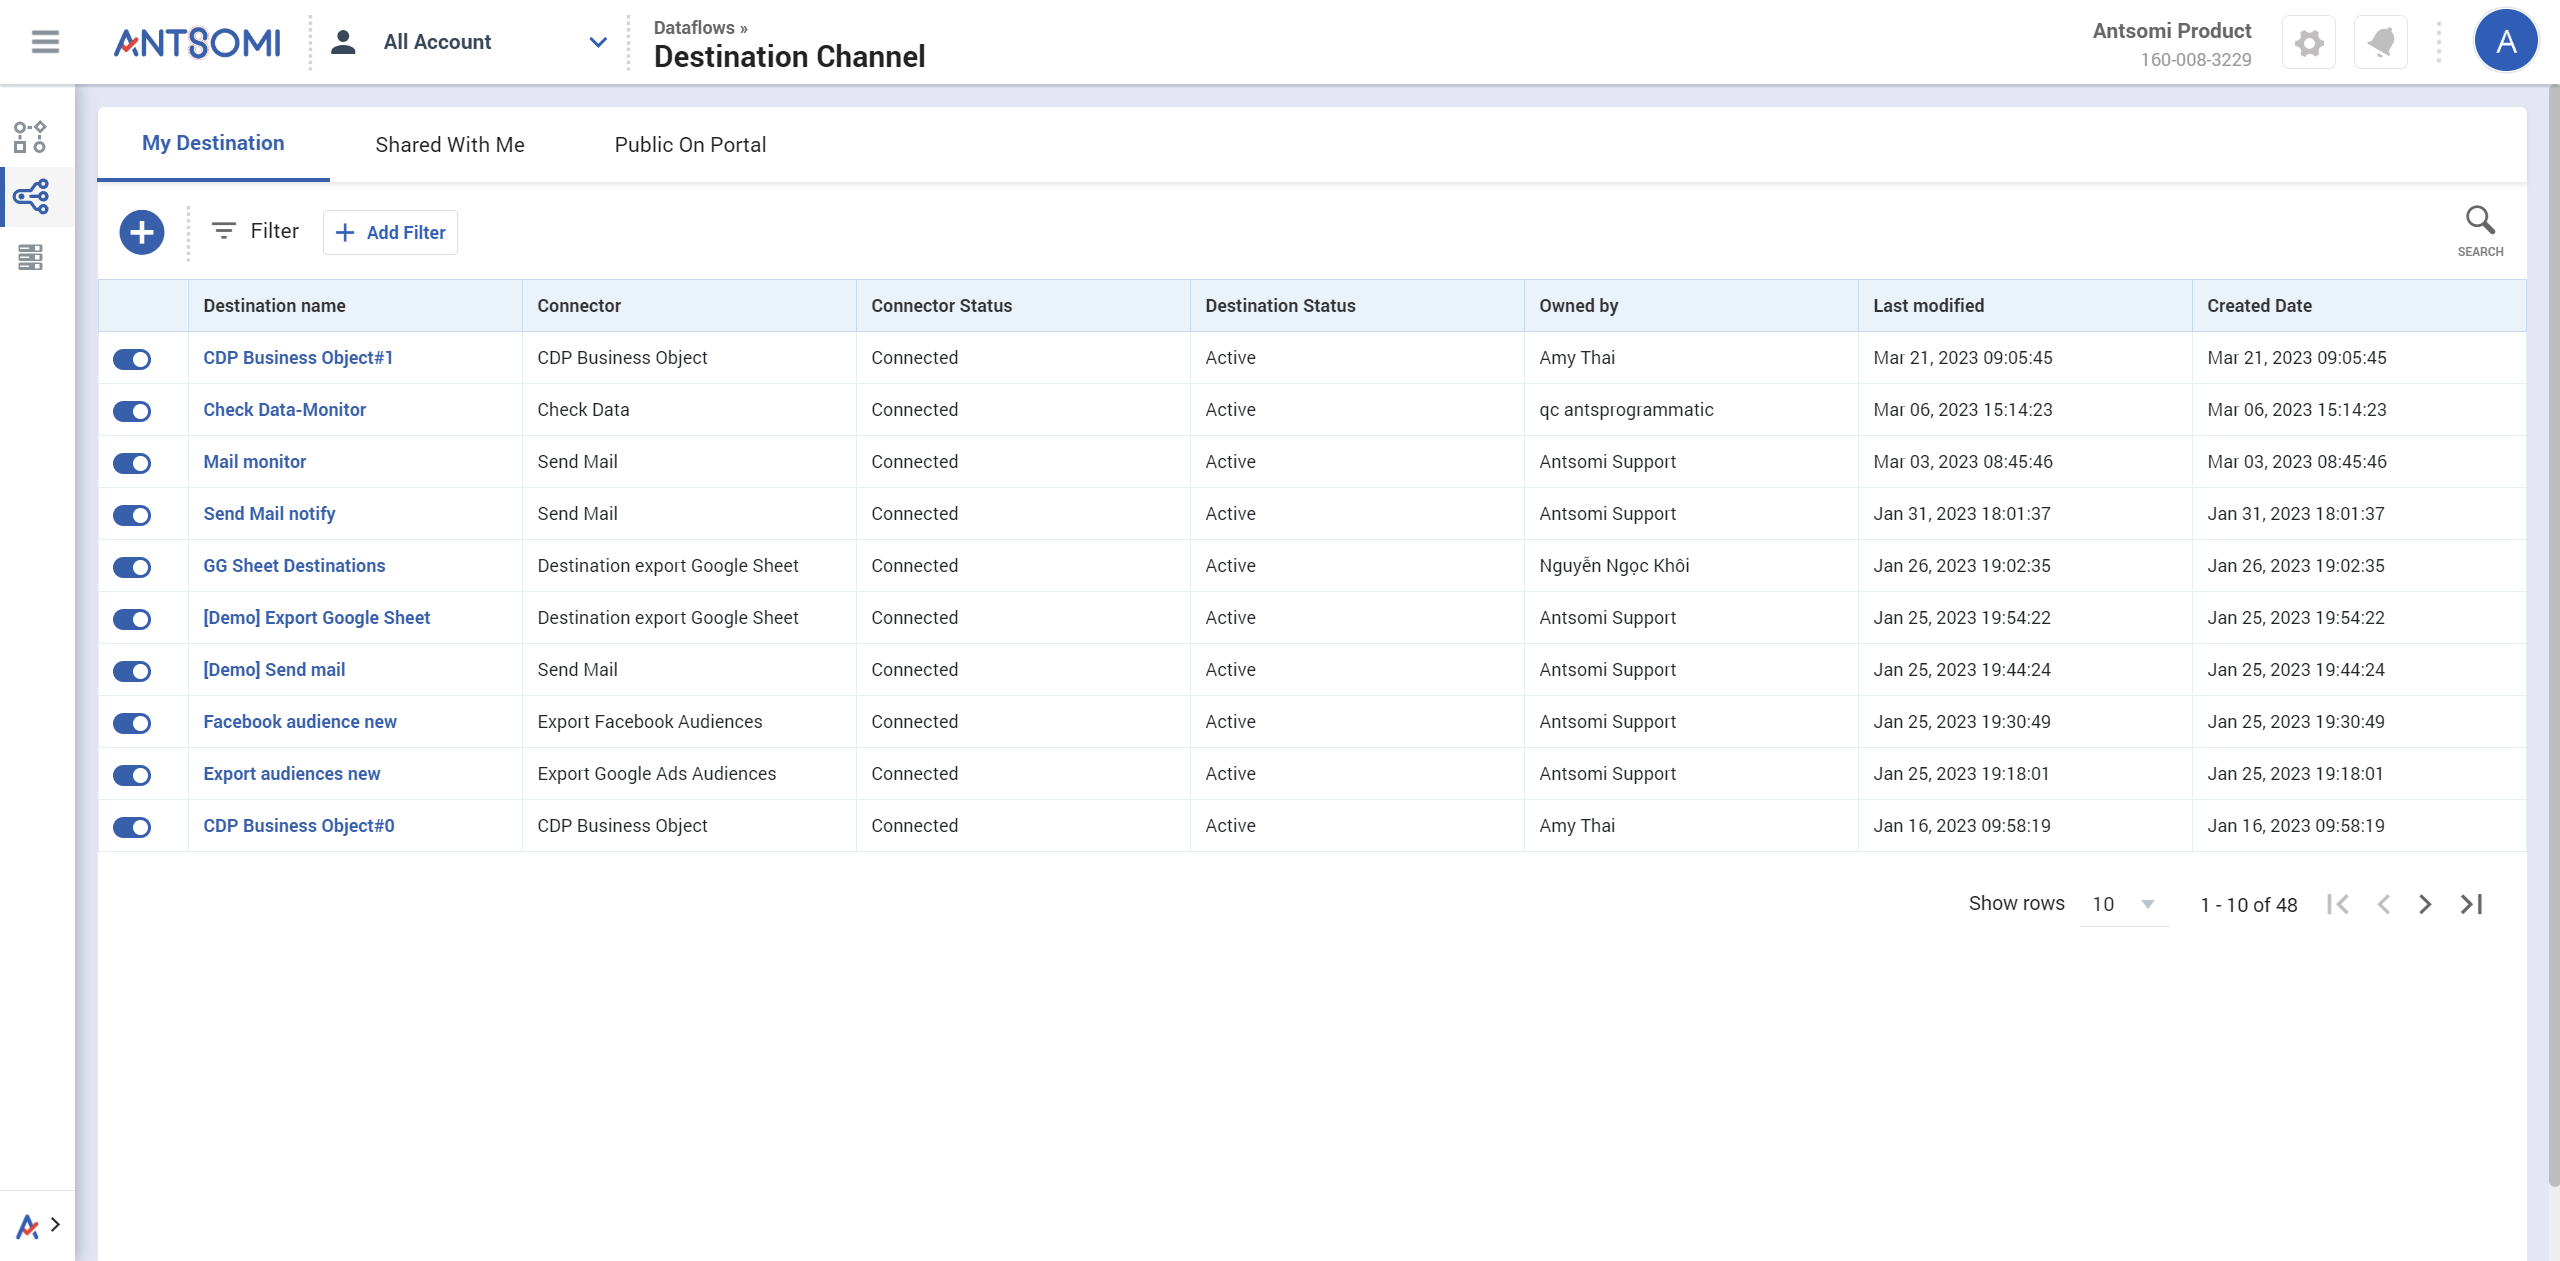 ANTSOMI
All Account
Dataflows »
Destination Channel
Antsomi Product
160-008-3229
A
My Destination
Shared With Me
Public On Portal
Filter
Add Filter
SEARCH
Destination name Connector Connector Status Destination Status Owned by Last modified Created Date
CDP Business Object#1 CDP Business Object Connected Active Amy Thai Mar 21, 2023 09:05:45 Mar 21, 2023 09:05:45
Check Data-Monitor Check Data Connected Active qc antsprogrammatic Mar 06, 2023 15:14:23 Mar 06, 2023 15:14:23
Mail monitor Send Mail Connected Active Antsomi Support Mar 03, 2023 08:45:46 Mar 03, 2023 08:45:46
Send Mail notify Send Mail Connected Active Antsomi Support Jan 31, 2023 18:01:37 Jan 31, 2023 18:01:37
GG Sheet Destinations Destination export Google Sheet Connected Active Nguyễn Ngọc Khôi Jan 26, 2023 19:02:35 Jan 26, 2023 19:02:35
[Demo] Export Google Sheet Destination export Google Sheet Connected Active Antsomi Support Jan 25, 2023 19:54:22 Jan 25, 2023 19:54:22
[Demo] Send mail Send Mail Connected Active Antsomi Support Jan 25, 2023 19:44:24 Jan 25, 2023 19:44:24
Facebook audience new Export Facebook Audiences Connected Active Antsomi Support Jan 25, 2023 19:30:49 Jan 25, 2023 19:30:49
Export audiences new Export Google Ads Audiences Connected Active Antsomi Support Jan 25, 2023 19:18:01 Jan 25, 2023 19:18:01
CDP Business Object#0 CDP Business Object Connected Active Amy Thai Jan 16, 2023 09:58:19 Jan 16, 2023 09:58:19
Show rows 10 1 - 10 of 48